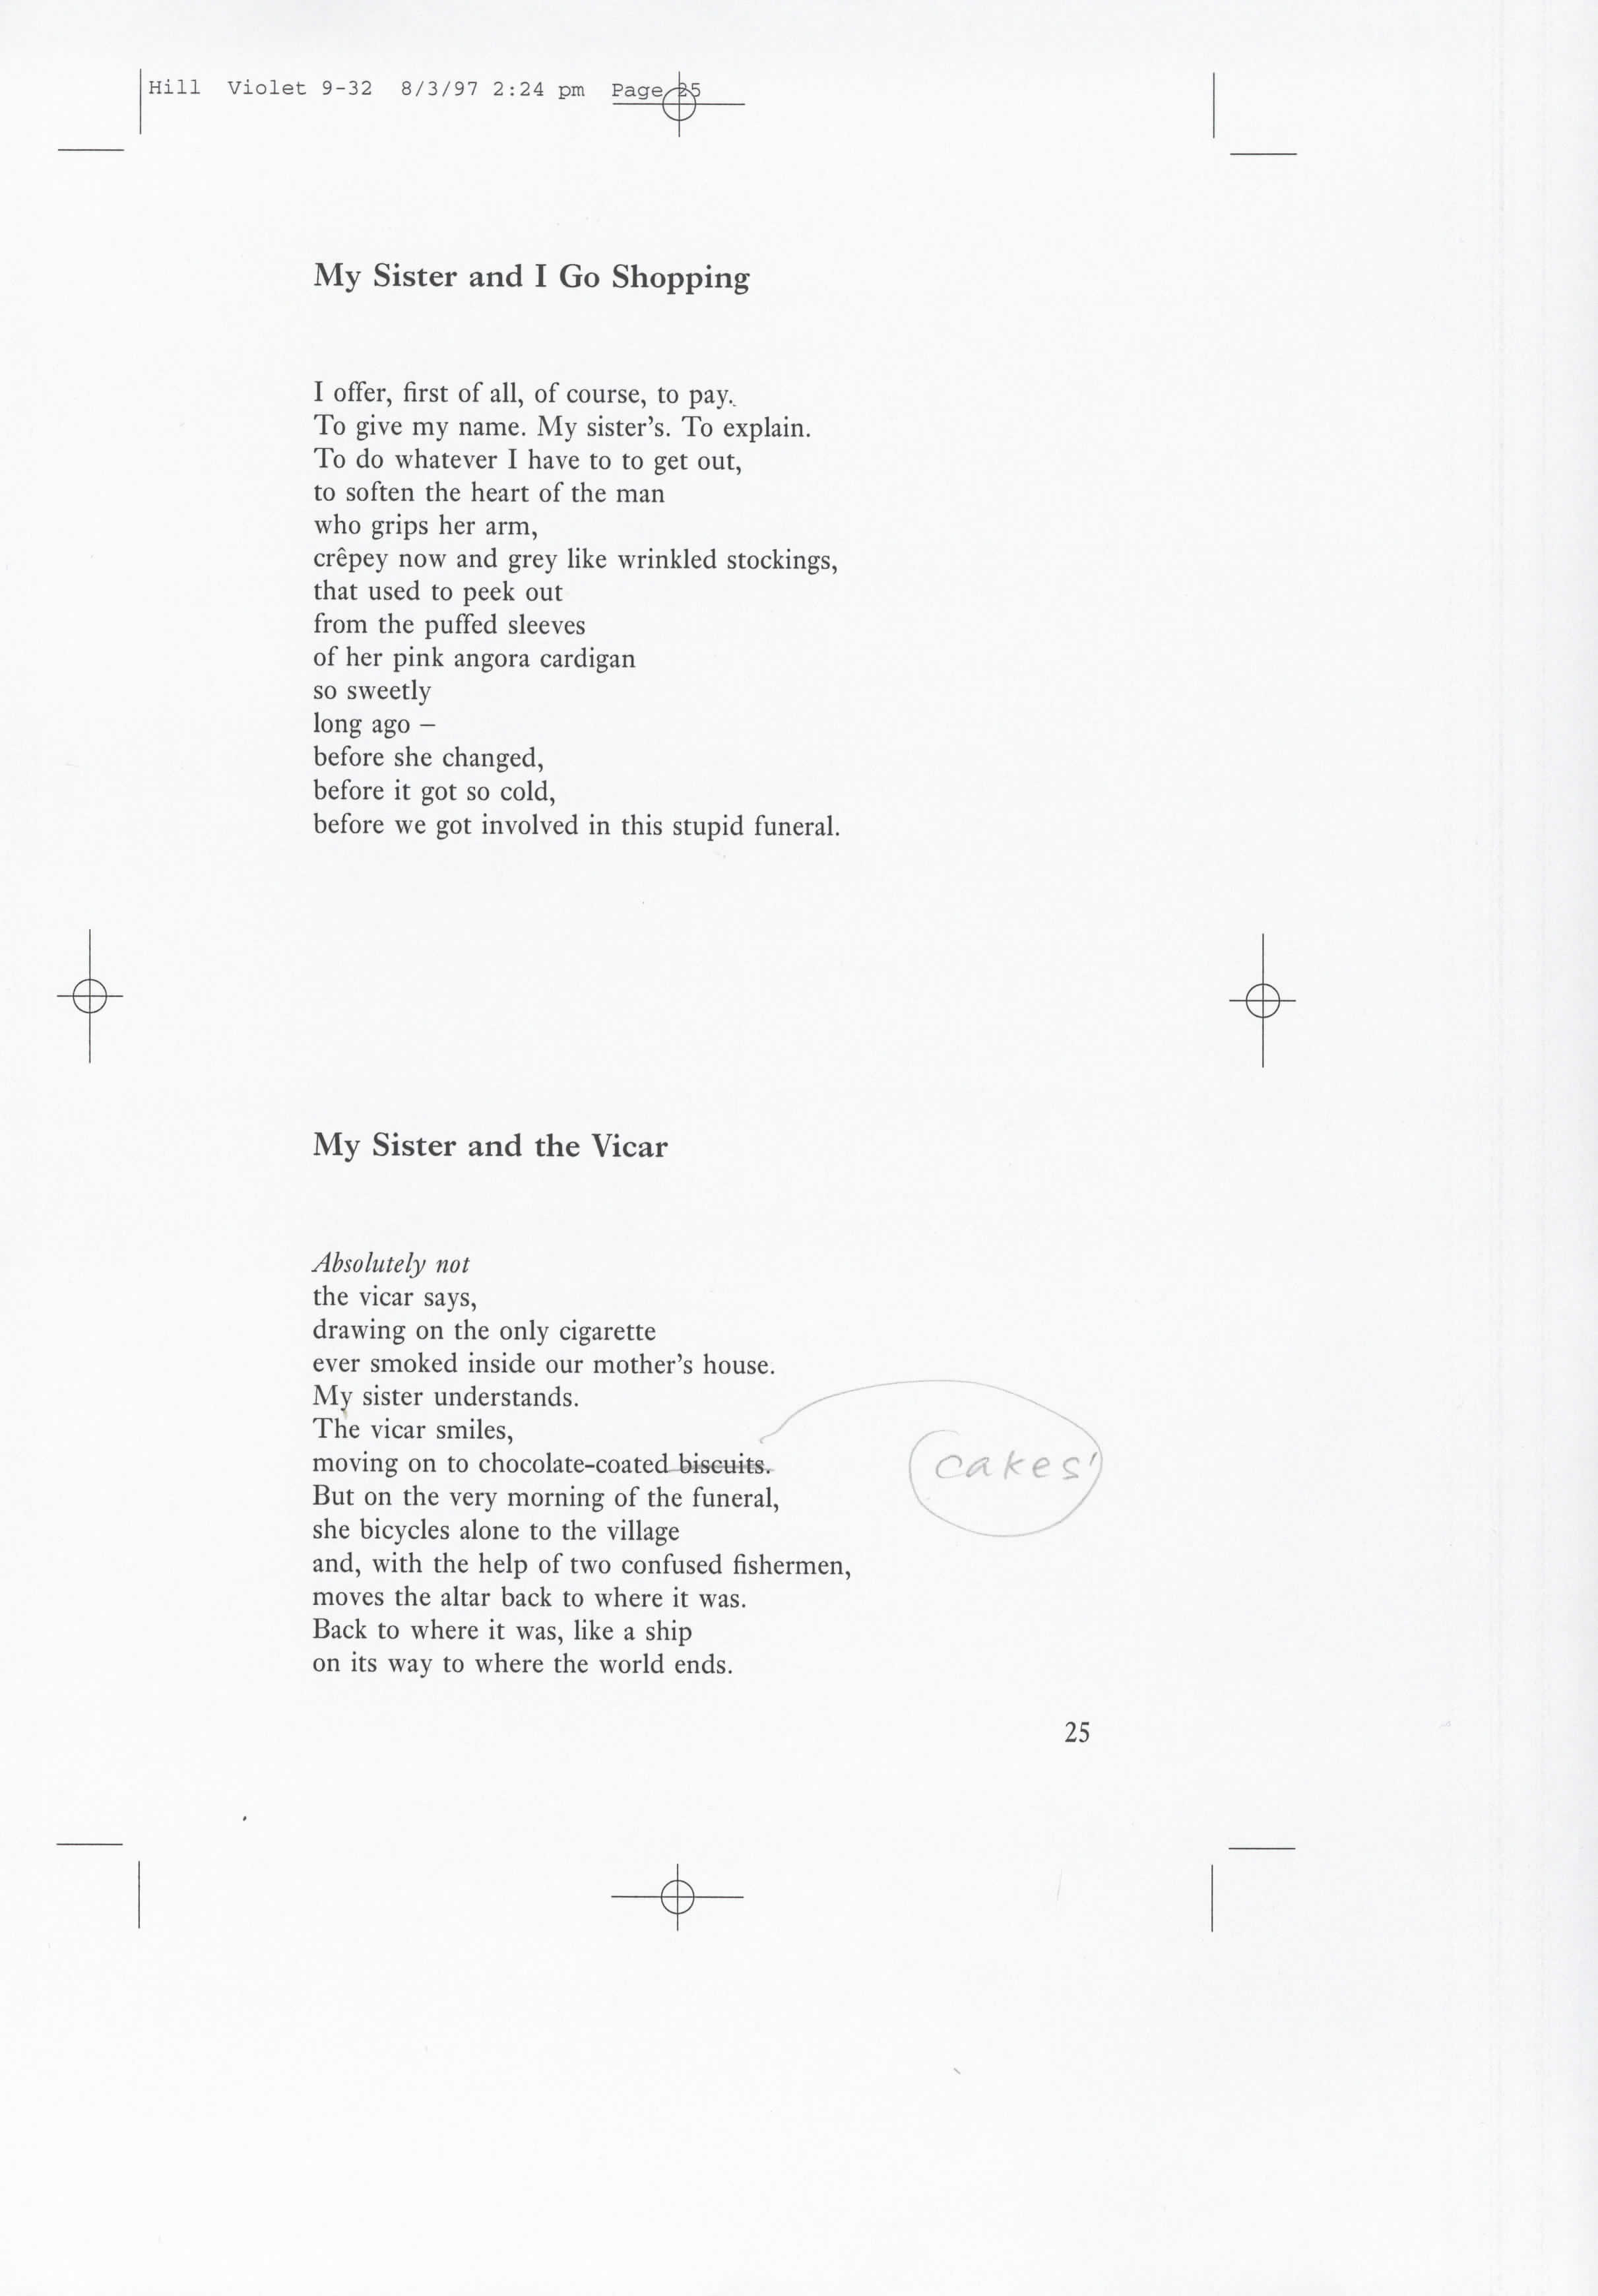 Hill Violet 9-32 8/3/97 2:24 pm Page 25
My Sister and I Go Shopping
I offer, first of all, of course, to pay.
To give my name. My sister's. To explain.
To do whatever I have to to get out,
to soften the heart of the man
who grips her arm,
crêpey now and grey like wrinkled stockings,
that used to peek out
from the puffed sleeves
of her pink angora cardigan
so sweetly
long ago –
before she changed,
before it got so cold,
before we got involved in this stupid funeral.
My Sister and the Vicar
Absolutely not
the vicar says,
drawing on the only cigarette
ever smoked inside our mother's house.
My sister understands.
The vicar smiles,
moving on to chocolate-coated biscuits.
cakes
But on the very morning of the funeral,
she bicycles alone to the village
and, with the help of two confused fishermen,
moves the altar back to where it was.
Back to where it was, like a ship
on its way to where the world ends.
25